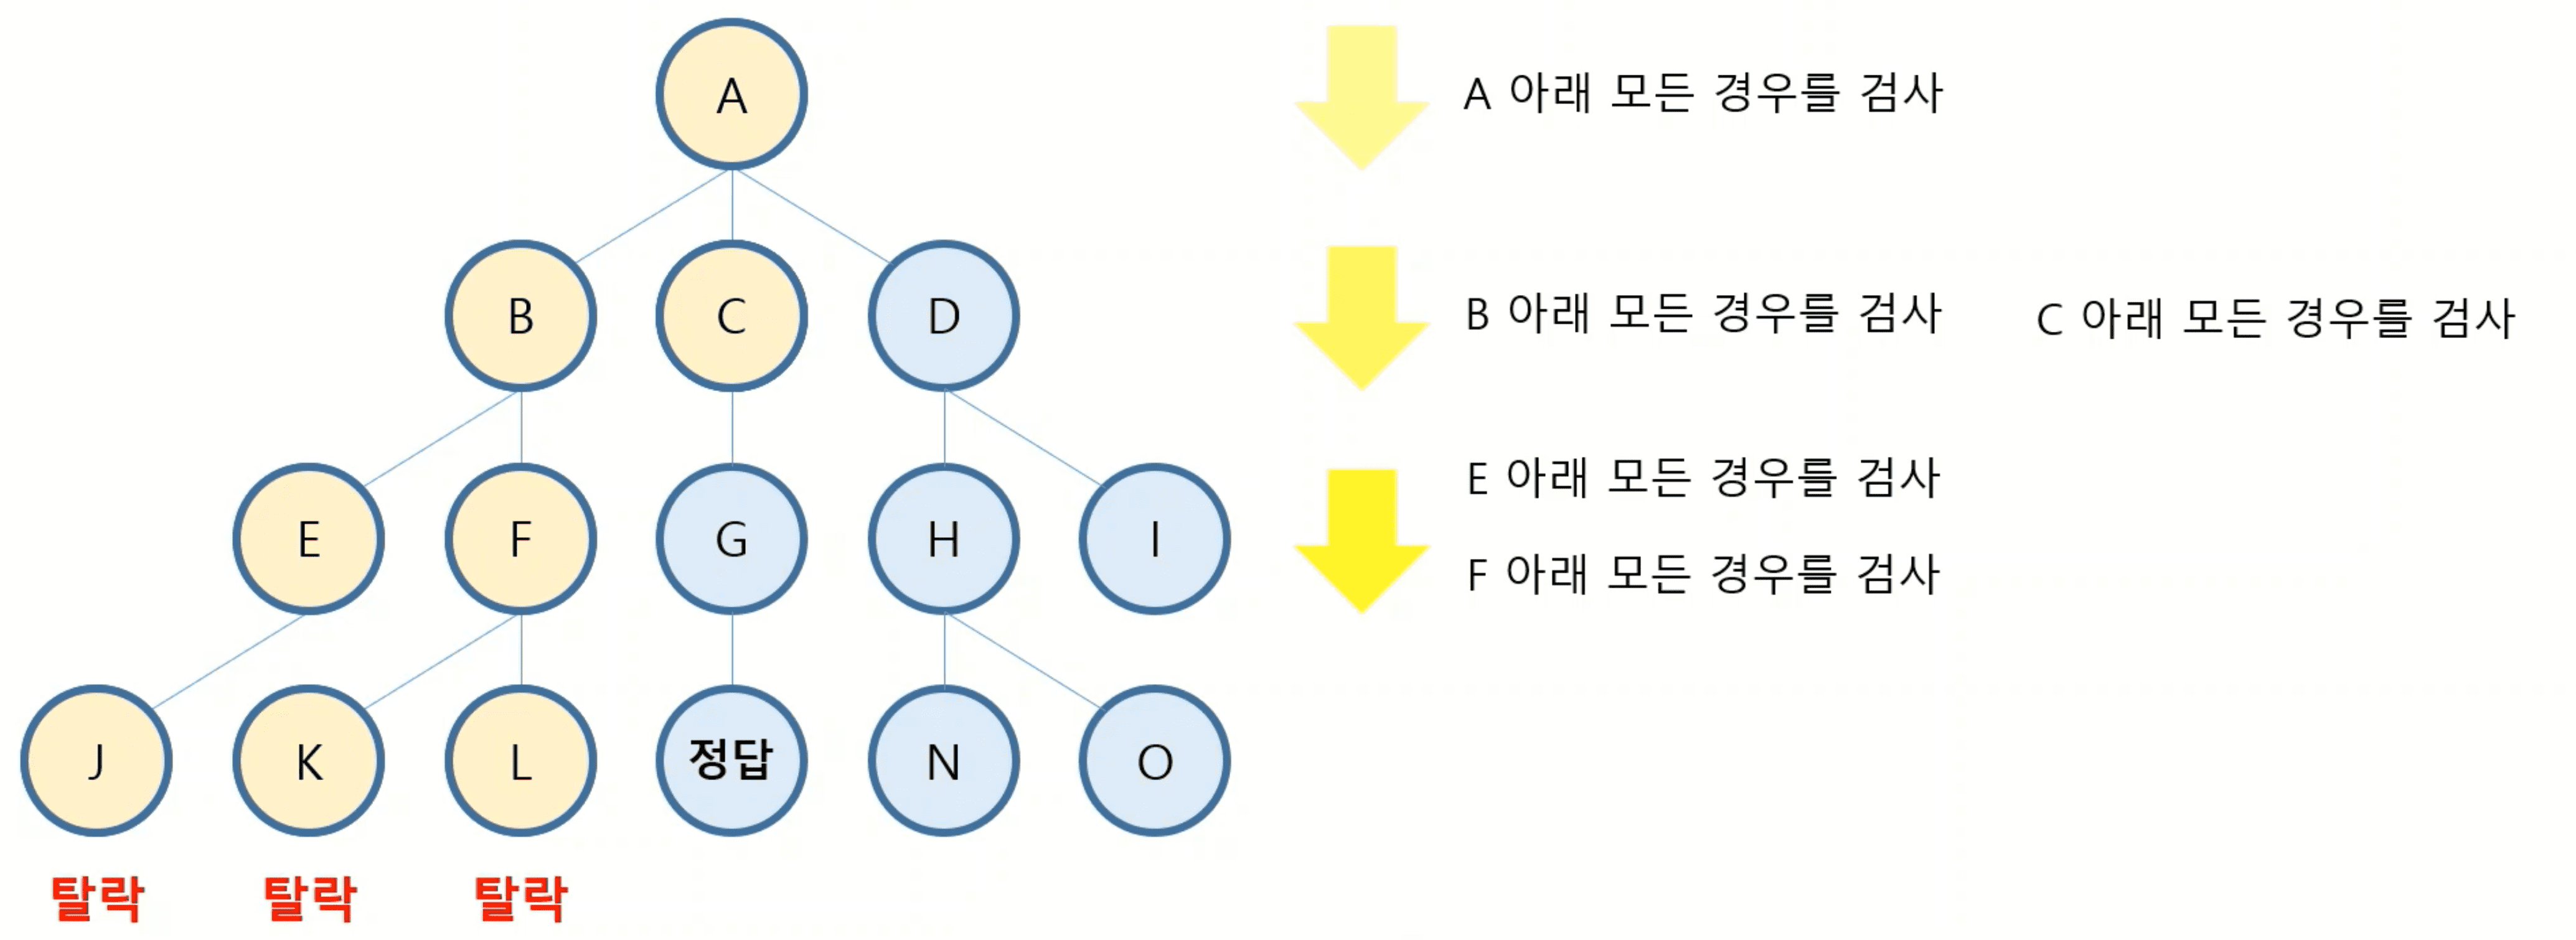 A
A 아래 모든 경우를 검사
B
C
D
B 아래 모든 경우를 검사
C 아래 모든 경우를 검사
E
F
G
H
I
E 아래 모든 경우를 검사
F 아래 모든 경우를 검사
J
K
L
정답
N
O
탈락
탈락
탈락